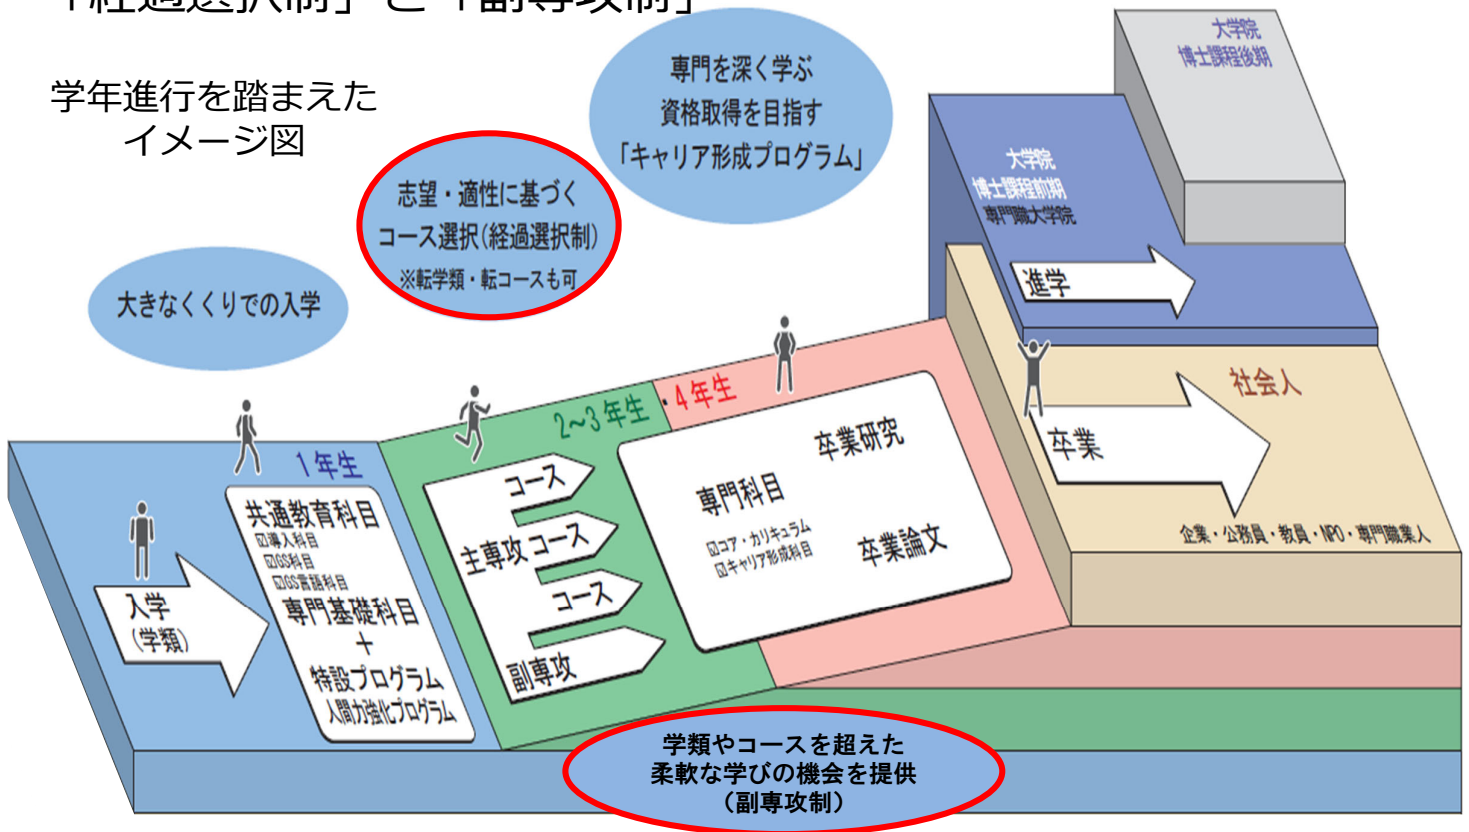 「経過選択制」と「副専攻制」
学年進行を踏まえた
イメージ図
大きなくくりでの入学
志望・適性に基づく
コース選択(経過選択制)
※転学類・転コースも可
専門を深く学ぶ
資格取得を目指す
「キャリア形成プログラム」
大学院
博士課程後期
大学院
博士課程前期
専門職大学院
進学
社会人
卒業
企業・公務員・教員・NPO・専門職業人
1年生
2~3年生
・4年生
入学
(学類)
共通教育科目
☑導入科目
☑GS科目
☑GS言語科目
専門基礎科目
+
特設プログラム
人間力強化プログラム
コース
主専攻コース
コース
副専攻
専門科目
☑コア・カリキュラム
☑キャリア形成科目
卒業研究
卒業論文
学類やコースを超えた
柔軟な学びの機会を提供
(副専攻制)